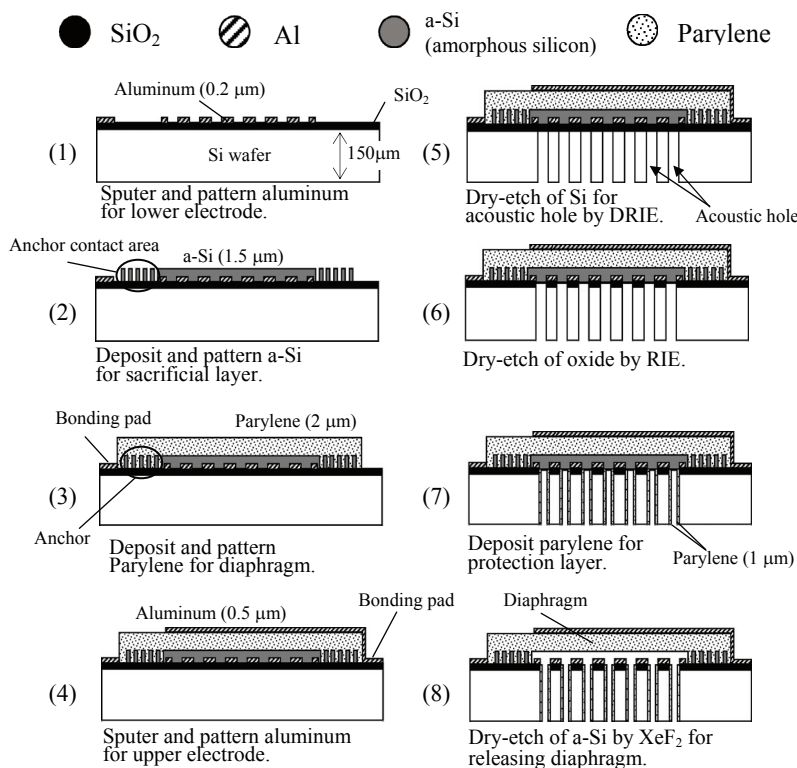 SiO2
Al
a-Si
(amorphous silicon)
Parylene
Aluminum (0.2 μm)
SiO2
(1)
Si wafer
150μm
Sputer and pattern aluminum
for lower electrode.
Anchor contact area
a-Si (1.5 μm)
(2)
Deposit and pattern a-Si
for sacrificial layer.
Bonding pad
Parylene (2 μm)
(3)
Anchor
Deposit and pattern
Parylene for diaphragm.
Aluminum (0.5 μm)
Bonding pad
(4)
Sputer and pattern aluminum
for upper electrode.
(5)
Dry-etch of Si for
acoustic hole by DRIE.
Acoustic hole
(6)
Dry-etch of oxide by RIE.
(7)
Deposit parylene for
protection layer.
Parylene (1 μm)
Diaphragm
(8)
Dry-etch of a-Si by XeF2 for
releasing diaphragm.